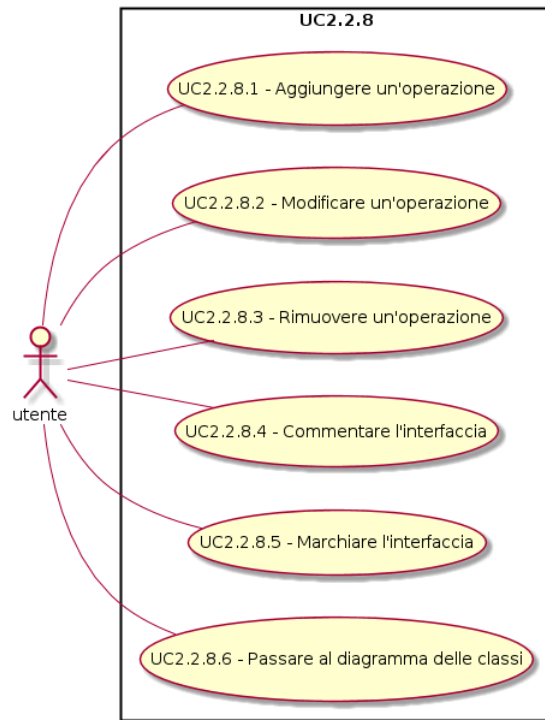 UC2.2.8
UC2.2.8.1 - Aggiungere un'operazione
UC2.2.8.2 - Modificare un'operazione
UC2.2.8.3 - Rimuovere un'operazione
utente
UC2.2.8.4 - Commentare l'interfaccia
UC2.2.8.5 - Marchiare l'interfaccia
UC2.2.8.6 - Passare al diagramma delle classi